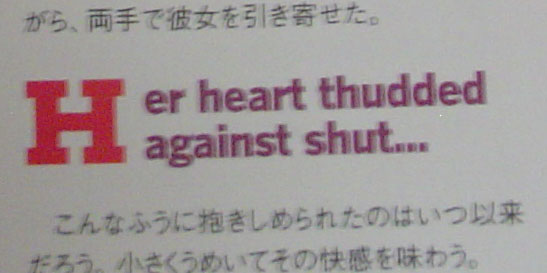 がら、両手で彼女を引き寄せた。
Her heart thudded
against shut...
こんなふうに抱きしめられたのはいつ以来
だろう。小さくうめいてその快感を味わう。